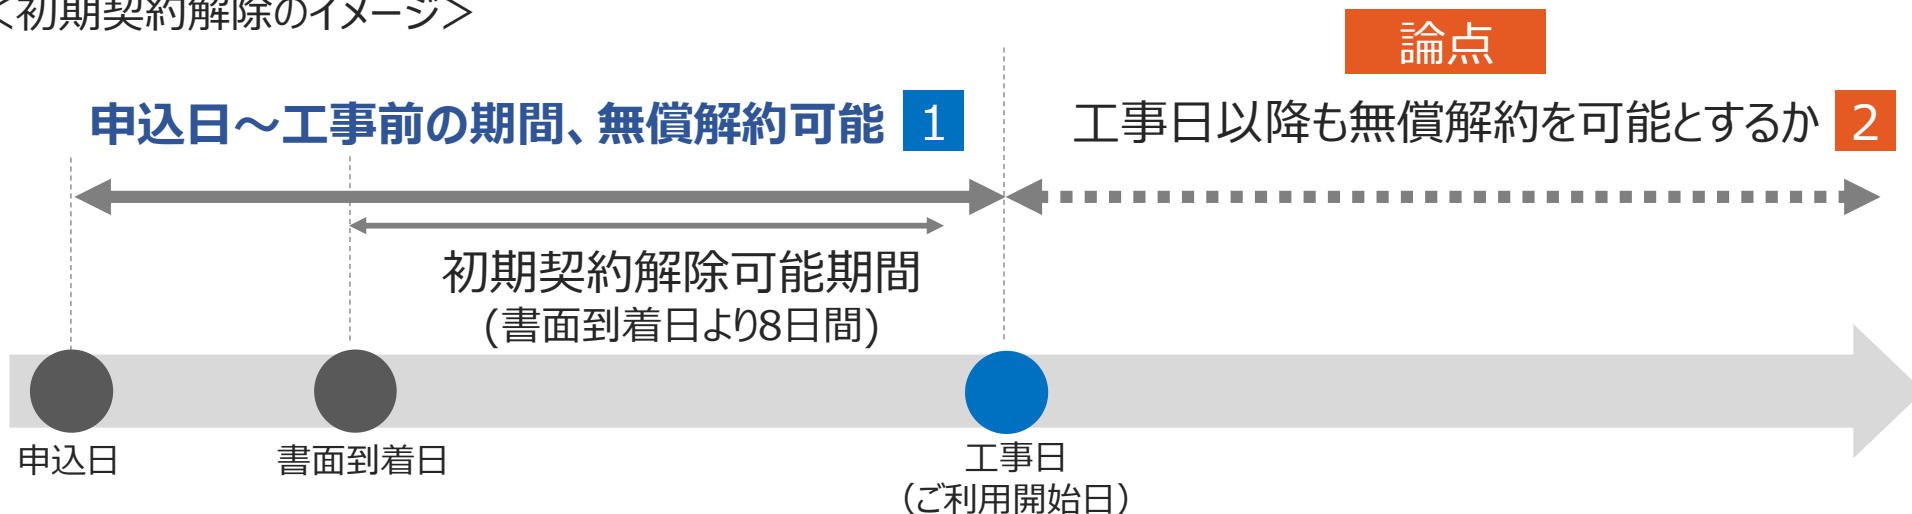 ＜初期契約解除のイメージ＞
論点
申込日～工事前の期間、無償解約可能 1
工事日以降も無償解約を可能とするか 2
初期契約解除可能期間
(書面到着日より8日間)
申込日
書面到着日
工事日
（ご利用開始日）